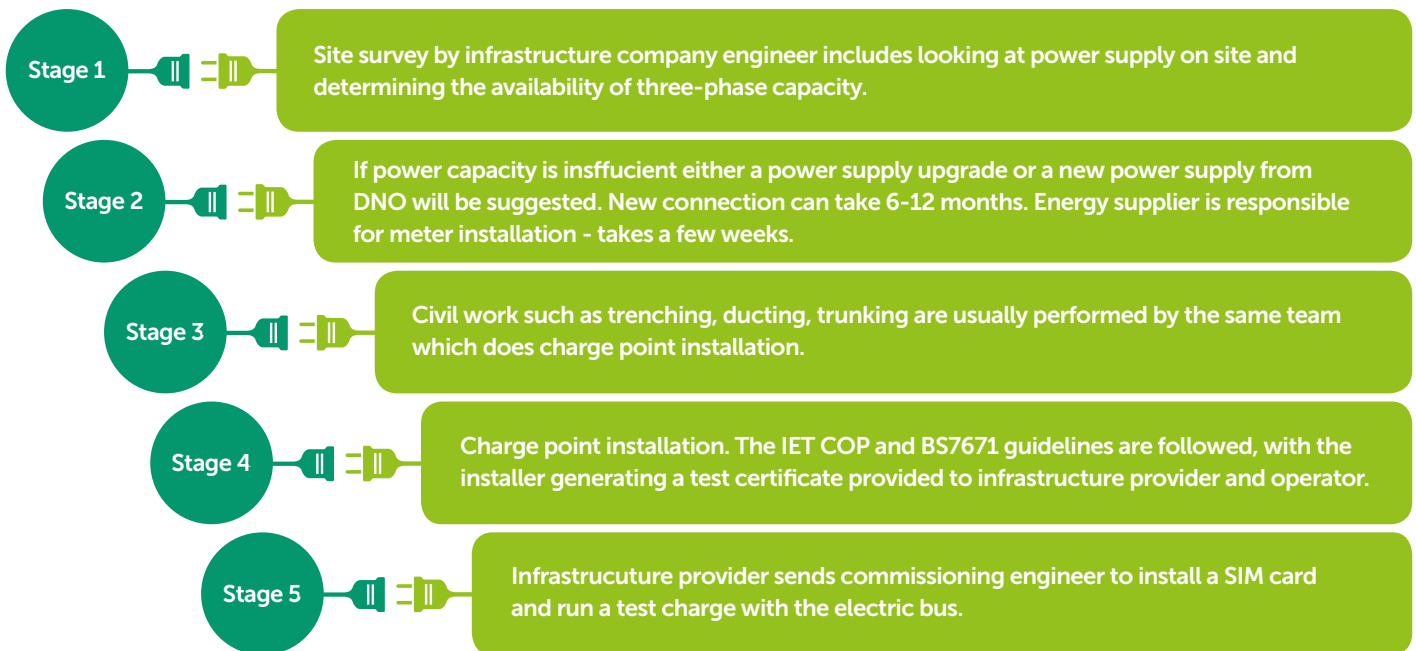 Stage 1
Site survey by infrastructure company engineer includes looking at power supply on site and
determining the availability of three-phase capacity.
Stage 2
If power capacity is insffucient either a power supply upgrade or a new power supply from
DNO will be suggested. New connection can take 6-12 months. Energy supplier is responsible
for meter installation - takes a few weeks.
Stage 3
Civil work such as trenching, ducting, trunking are usually performed by the same team
which does charge point installation.
Stage 4
Charge point installation. The IET COP and BS7671 guidelines are followed, with the
installer generating a test certificate provided to infrastructure provider and operator.
Stage 5
Infrastrucuture provider sends commissioning engineer to install a SIM card
and run a test charge with the electric bus.